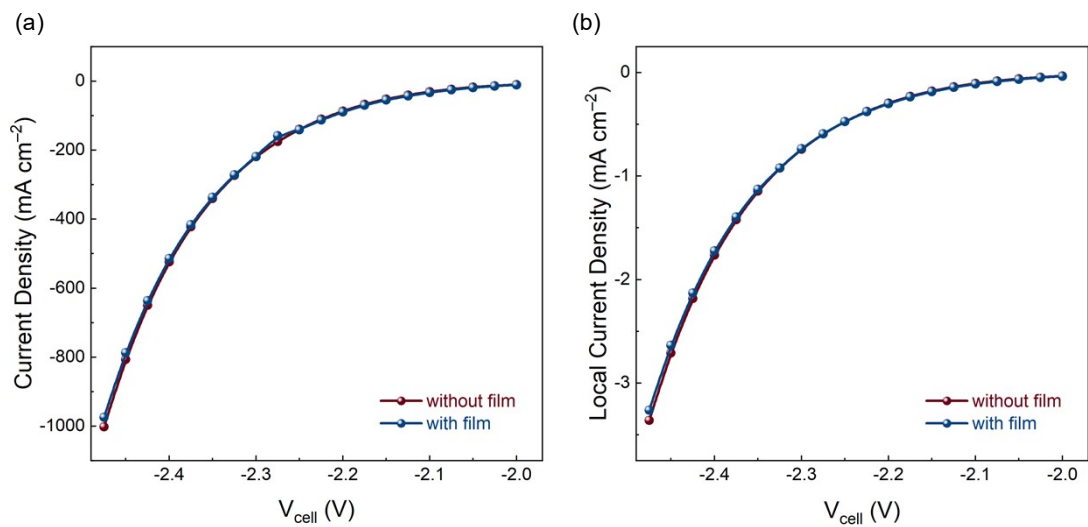 (a)
Current Density (mA cm⁻²)
0
-200
-400
-600
-800
-1000
-2.4
-2.3
-2.2
-2.1
-2.0
V_cell (V)
without film
with film
(b)
Local Current Density (mA cm⁻²)
0
-1
-2
-3
-2.4
-2.3
-2.2
-2.1
-2.0
V_cell (V)
without film
with film